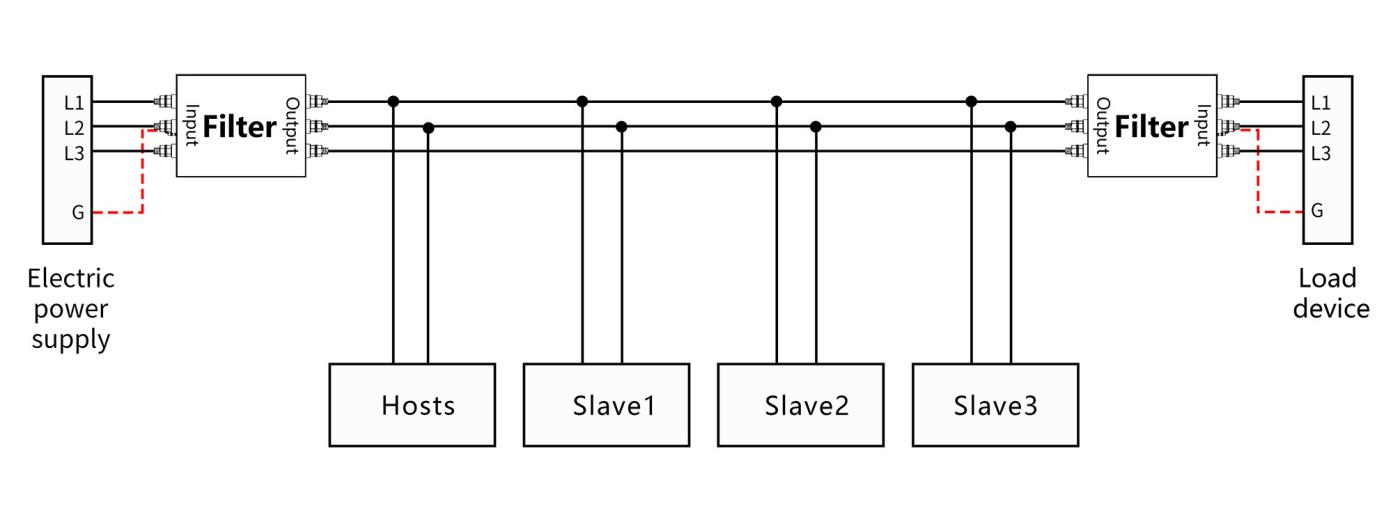 L1
L2
L3
G
Electric
power
supply
Input
Filter
Output
Output
Filter
Input
L1
L2
L3
G
Load
device
Hosts
Slave1
Slave2
Slave3